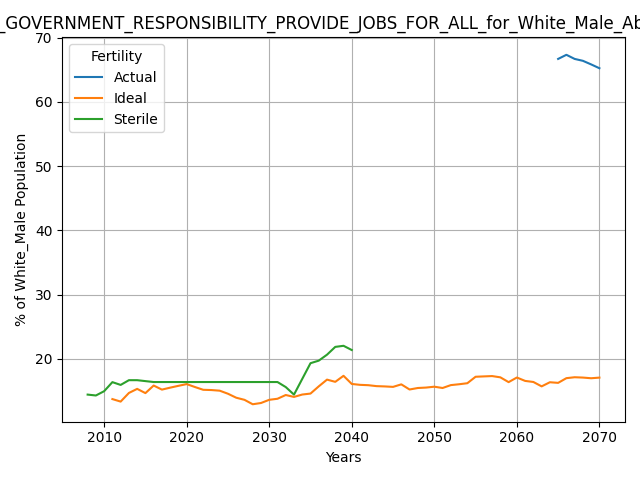 _GOVERNMENT_RESPONSIBILITY_PROVIDE_JOBS_FOR_ALL_for_White_Male_Ab
Fertility
Actual
Ideal
Sterile
% of White_Male Population
70
60
50
40
30
20
2010 2020 2030 2040 2050 2060 2070
Years